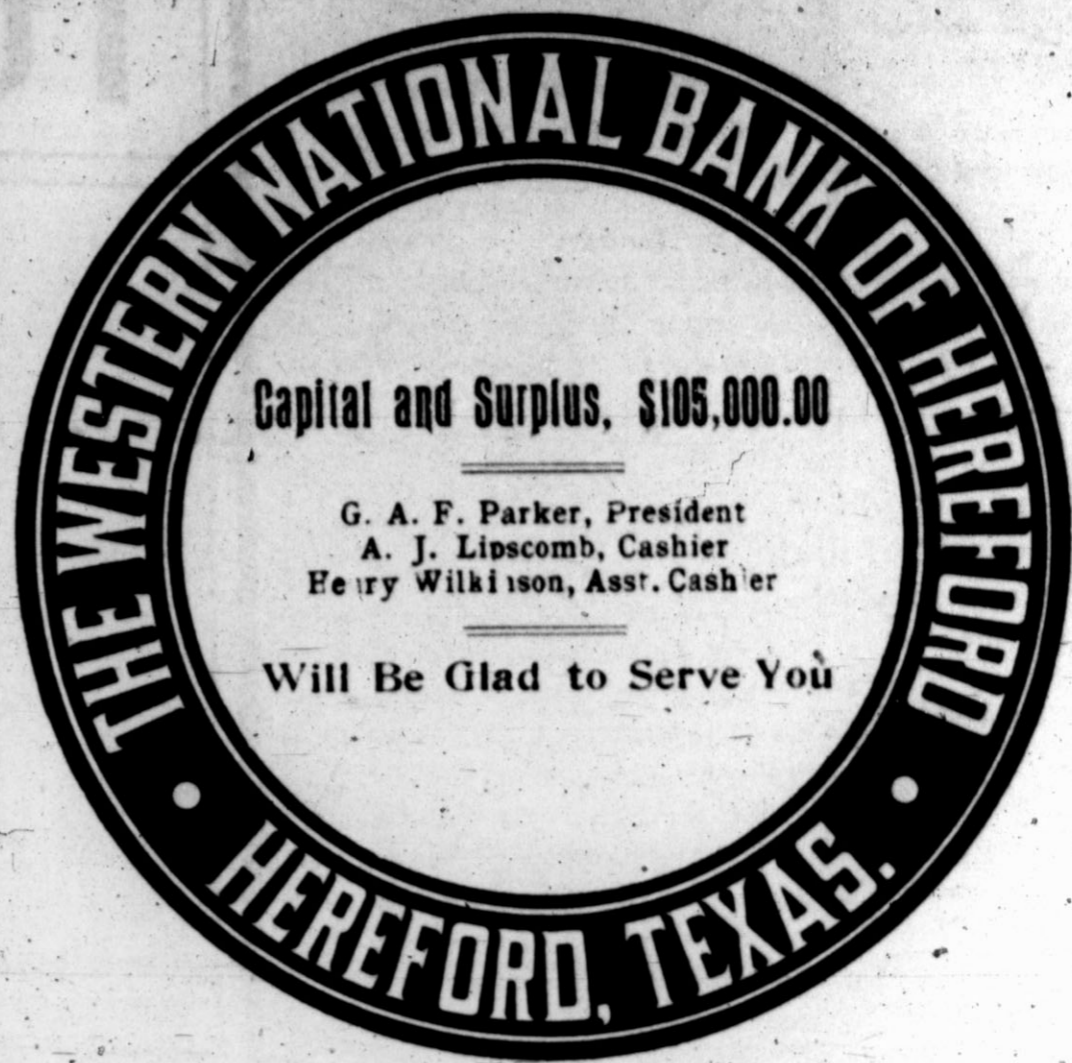 THE WESTERN NATIONAL BANK OF HEREFORD
Capital and Surplus, $105,000.00
G. A. F. Parker, President
A. J. Lipscomb, Cashier
Henry Wilkinson, Asst. Cashier
Will Be Glad to Serve You
HEREFORD, TEXAS.